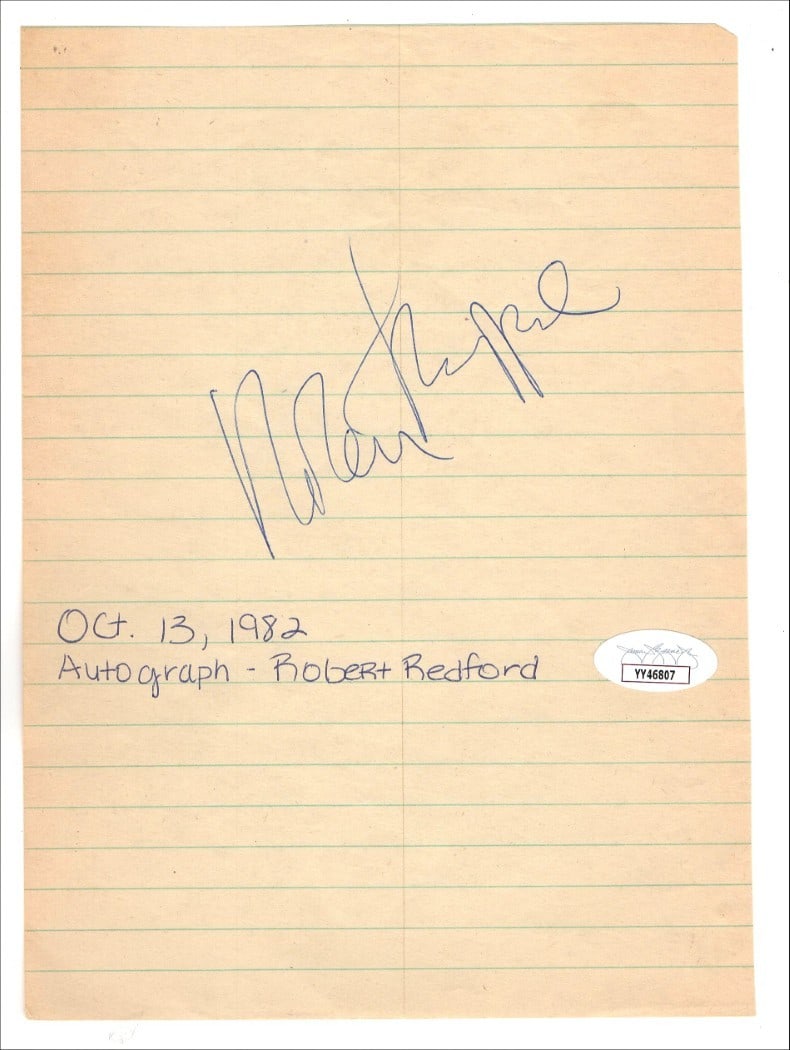 Oct. 13, 1982
Autograph - Robert Redford
YY46807